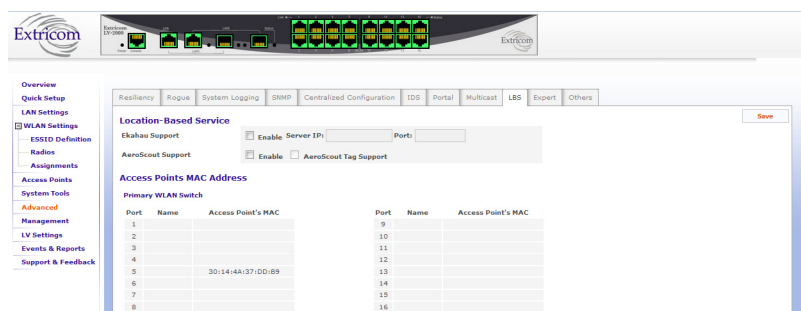 Extricom
Extricom
LV-2000
Extricom
Overview
Quick Setup
LAN Settings
WLAN Settings
ESSID Definition
Radios
Assignments
Access Points
System Tools
Advanced
Management
LV Settings
Events & Reports
Support & Feedback
Resiliency Rogue System Logging SNMP Centralized Configuration IDS Portal Multicast LBS Expert Others
Save
Location-Based Service
Ekahau Support Enable Server IP: Port:
AeroScout Support Enable AeroScout Tag Support
Access Points MAC Address
Primary WLAN Switch
Port Name Access Point's MAC Port Name Access Point's MAC
1 9
2 10
3 11
4 12
5 30:14:4A:37:DD:B9 13
6 14
7 15
8 16